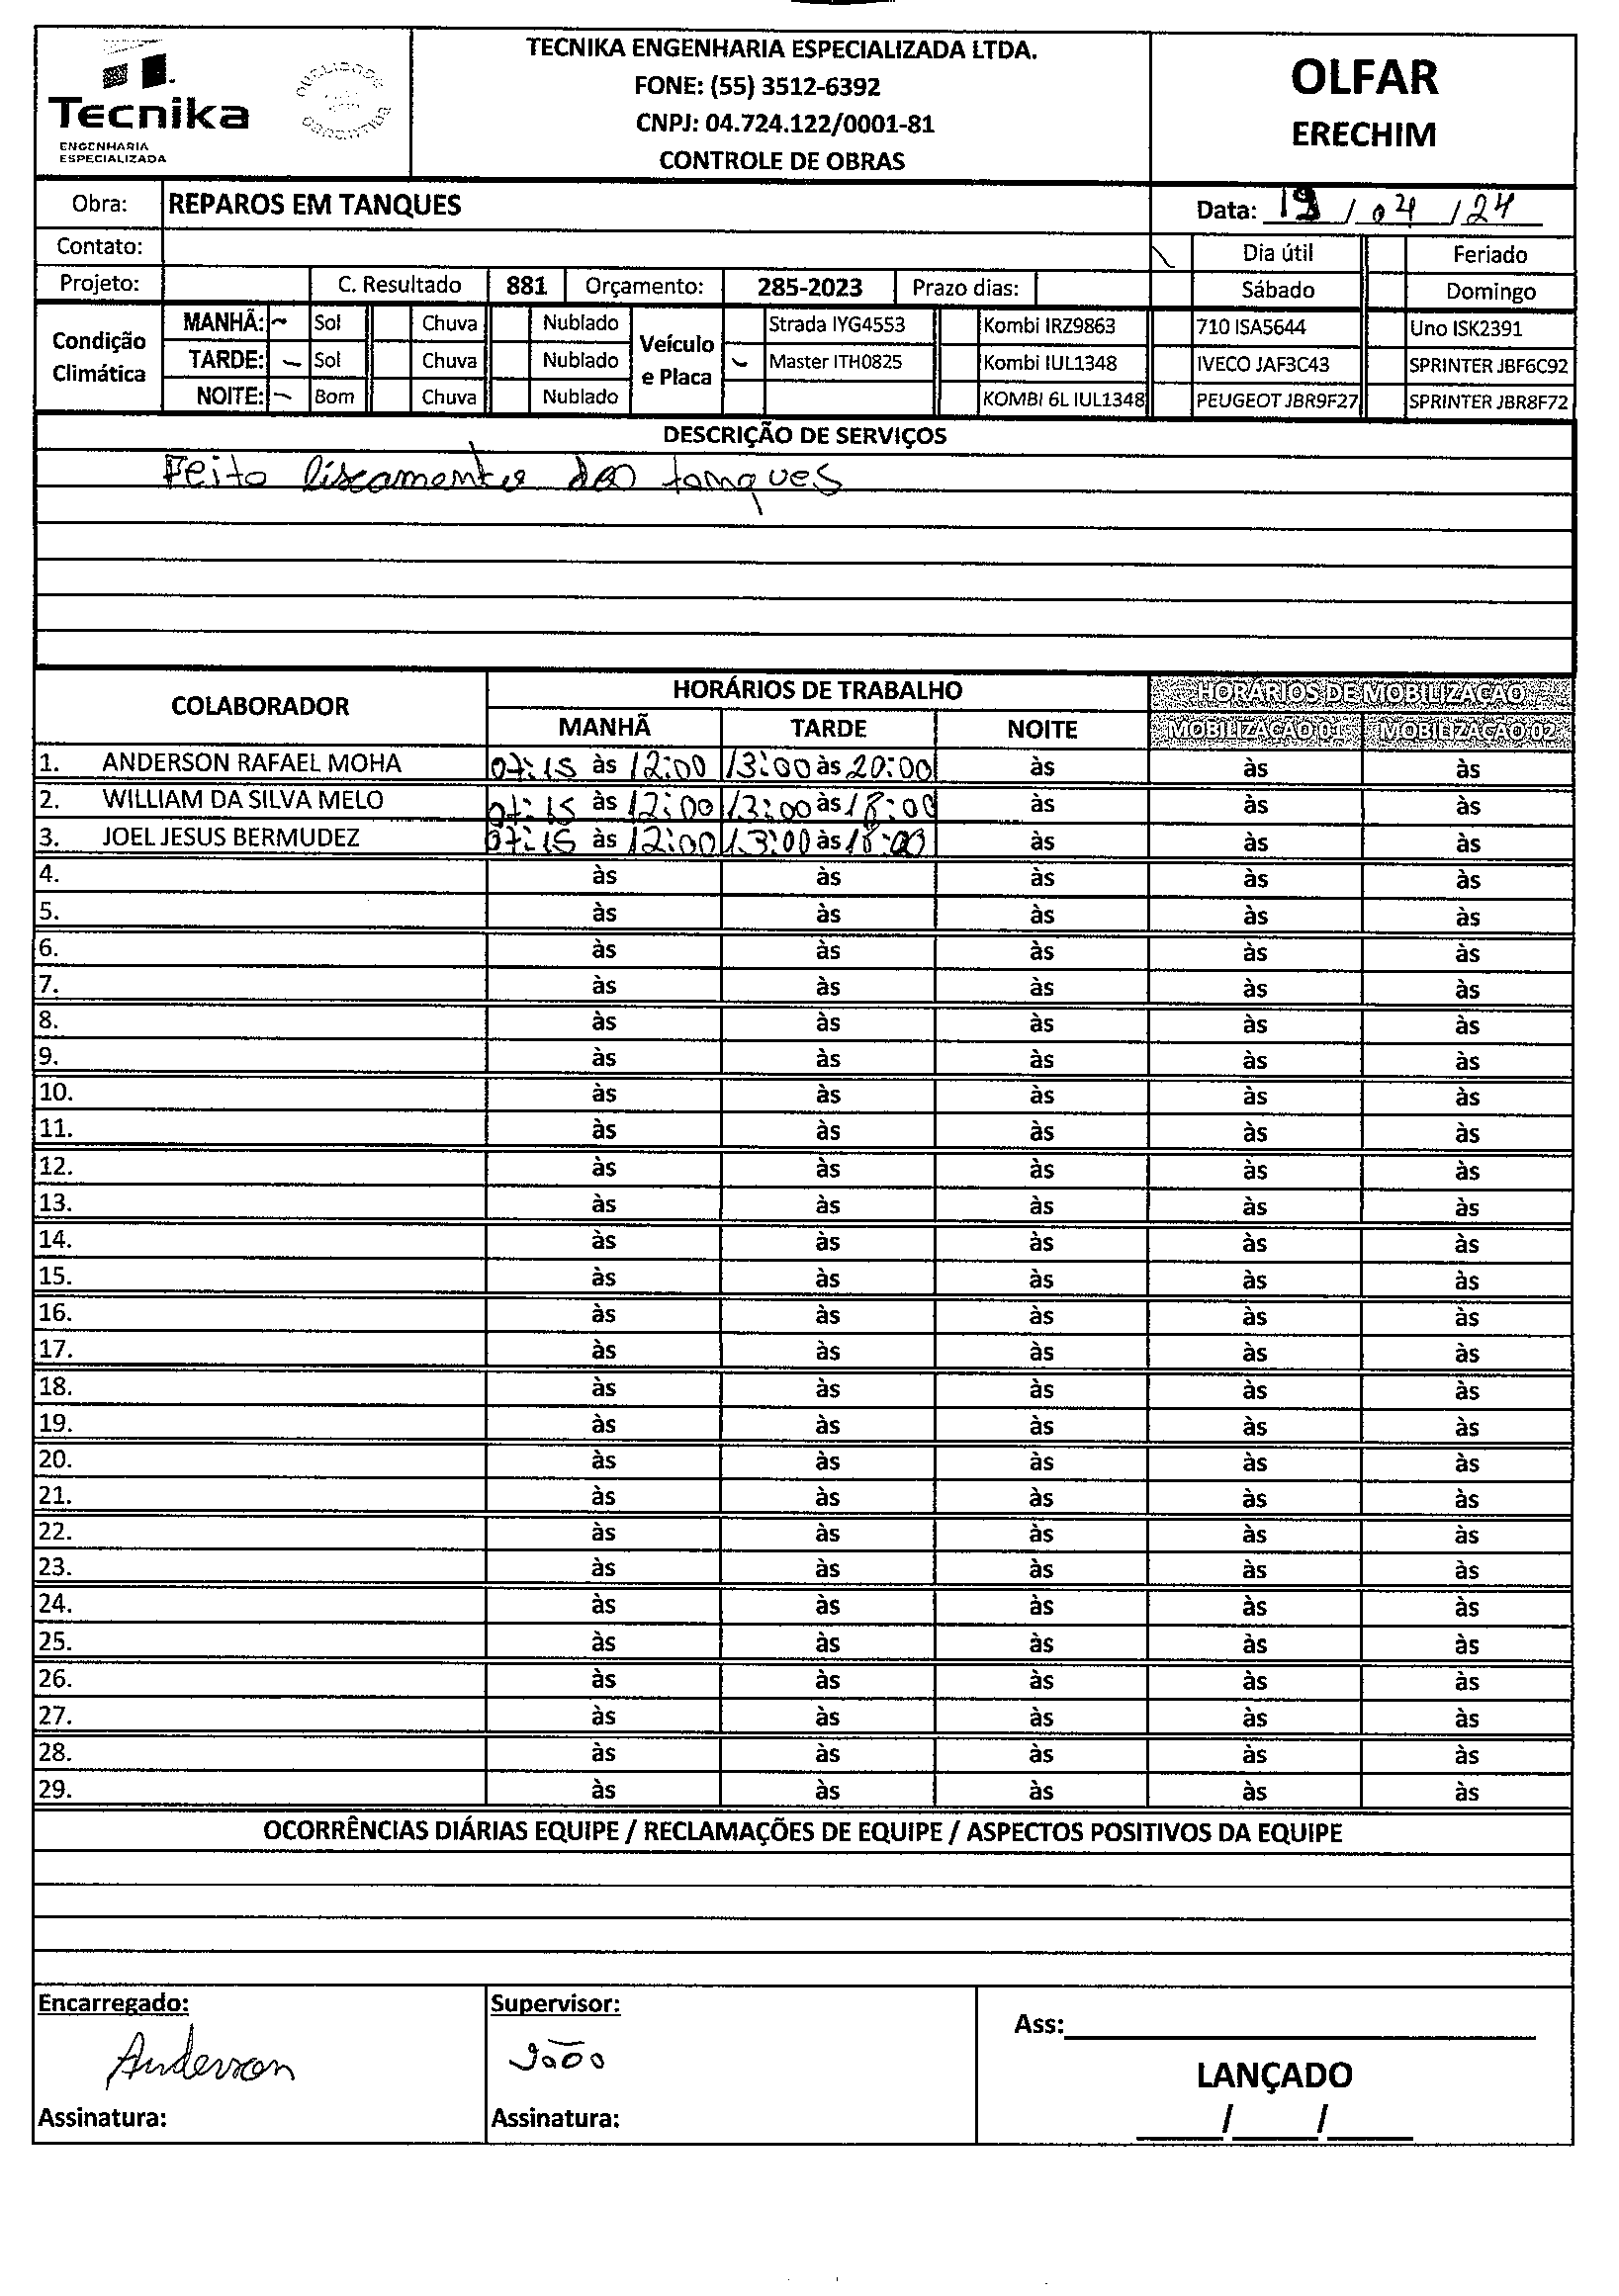 Tecnika
ENGENHARIA
ESPECIALIZADA
TECNIKA ENGENHARIA ESPECIALIZADA LTDA.
FONE: (55) 3512-6392
CNPJ: 04.724.122/0001-81
CONTROLE DE OBRAS
OLFAR
ERECHIM
Obra: REPAROS EM TANQUES
Data: 19 / 04 / 24
Contato:
Dia útil Feriado
Projeto: C. Resultado 881 Orçamento: 285-2023 Prazo dias: Sábado Domingo
Condição Climática
MANHÃ: ~ Sol Chuva Nublado
TARDE: ~ Sol Chuva Nublado
NOITE: ~ Bom Chuva Nublado
Veículo e Placa
Strada IYG4553 Kombi IRZ9863 710 ISA5644 Uno ISK2391
Master ITH0825 Kombi IUL1348 IVECO JAF3C43 SPRINTER JBF6C92
KOMBI 6L IUL1348 PEUGEOT JBR9F27 SPRINTER JBR8F72
DESCRIÇÃO DE SERVIÇOS
Feito lixamento dos tanques
COLABORADOR HORÁRIOS DE TRABALHO HORÁRIOS DE MOBILIZAÇÃO
MANHÃ TARDE NOITE MOBILIZAÇÃO 01 MOBILIZAÇÃO 02
1. ANDERSON RAFAEL MOHA 07:15 às 12:00 13:00 às 20:00 às às às
2. WILLIAM DA SILVA MELO 07:15 às 12:00 13:00 às 18:00 às às às
3. JOEL JESUS BERMUDEZ 07:15 às 12:00 13:00 às 18:00 às às às
4. às às às às às
5. às às às às às
6. às às às às às
7. às às às às às
8. às às às às às
9. às às às às às
10. às às às às às
11. às às às às às
12. às às às às às
13. às às às às às
14. às às às às às
15. às às às às às
16. às às às às às
17. às às às às às
18. às às às às às
19. às às às às às
20. às às às às às
21. às às às às às
22. às às às às às
23. às às às às às
24. às às às às às
25. às às às às às
26. às às às às às
27. às às às às às
28. às às às às às
29. às às às às às
OCORRÊNCIAS DIÁRIAS EQUIPE / RECLAMAÇÕES DE EQUIPE / ASPECTOS POSITIVOS DA EQUIPE
Encarregado:
Anderson
Assinatura:
Supervisor:
João
Assinatura:
Ass:
LANÇADO
/ /